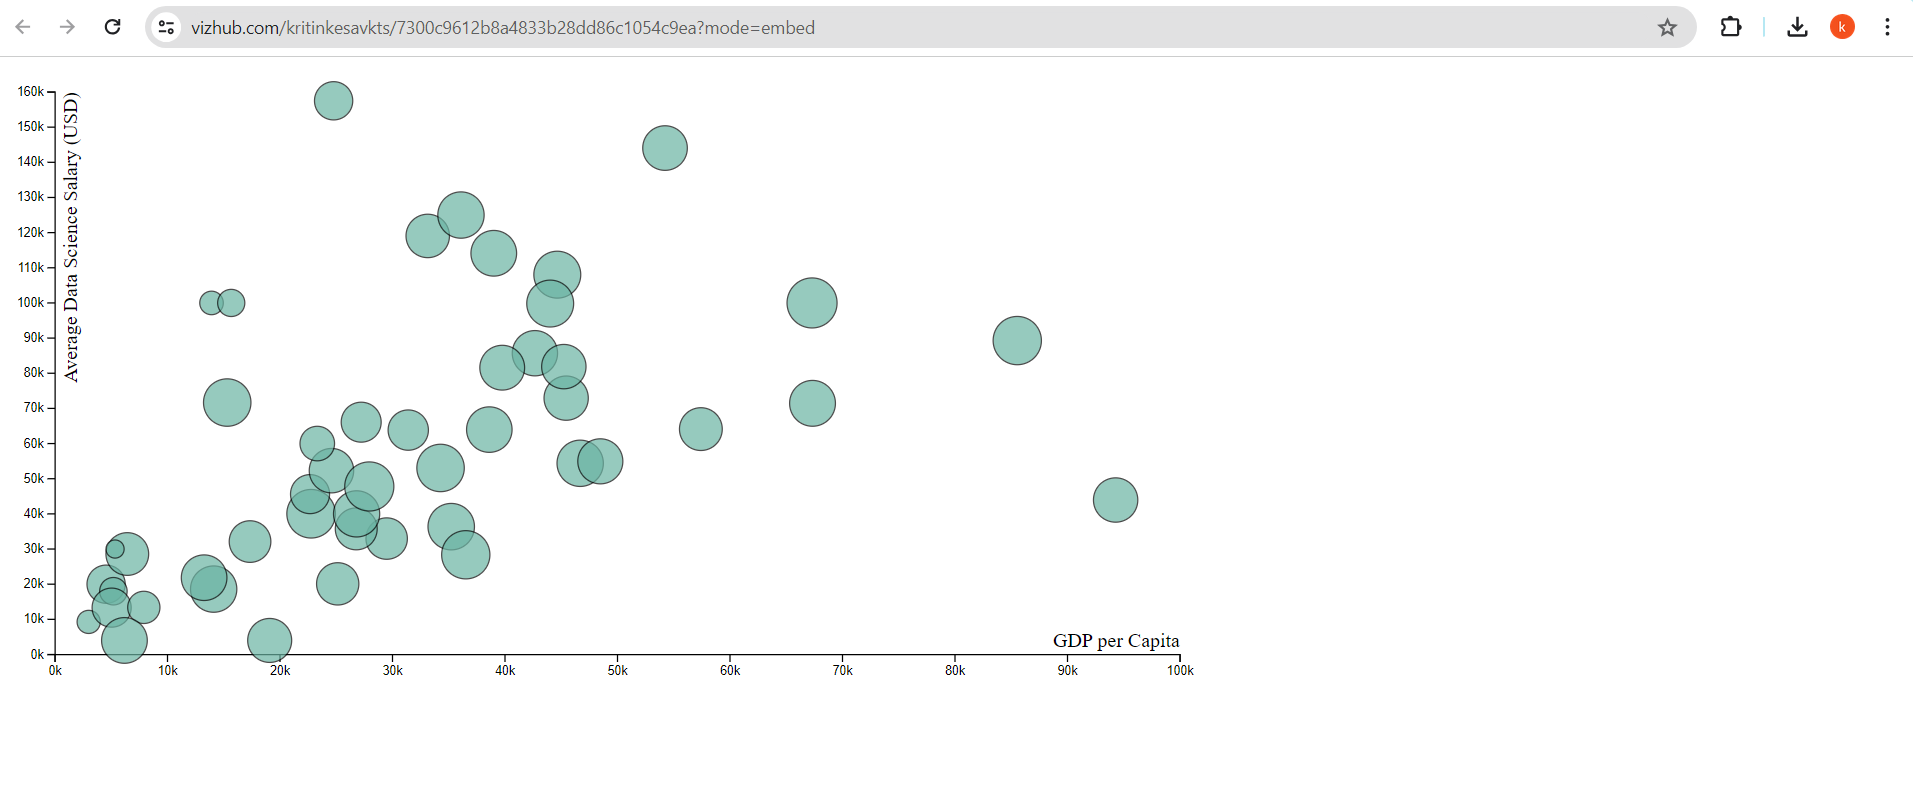 vizhub.com/kritinkesavkts/7300c9612b8a4833b28dd86c1054c9ea?mode=embed
k
160k
150k
140k
130k
120k
110k
100k
90k
80k
70k
60k
50k
40k
30k
20k
10k
0k
Average Data Science Salary (USD)
GDP per Capita
0k 10k 20k 30k 40k 50k 60k 70k 80k 90k 100k